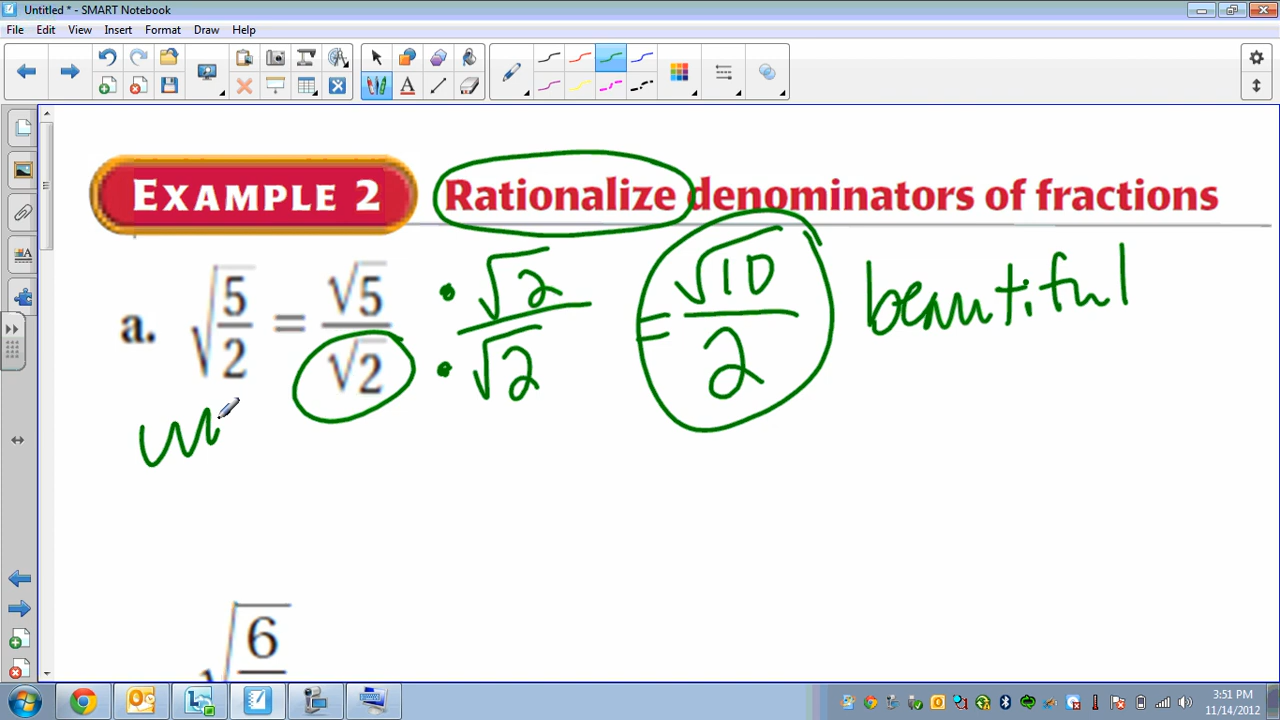 Untitled * - SMART Notebook
File Edit View Insert Format Draw Help
EXAMPLE 2 Rationalize denominators of fractions
a. √(5/2) = √5/√2 · √2/· √2 = √10/2 beautiful
√6
3:51 PM
11/14/2012